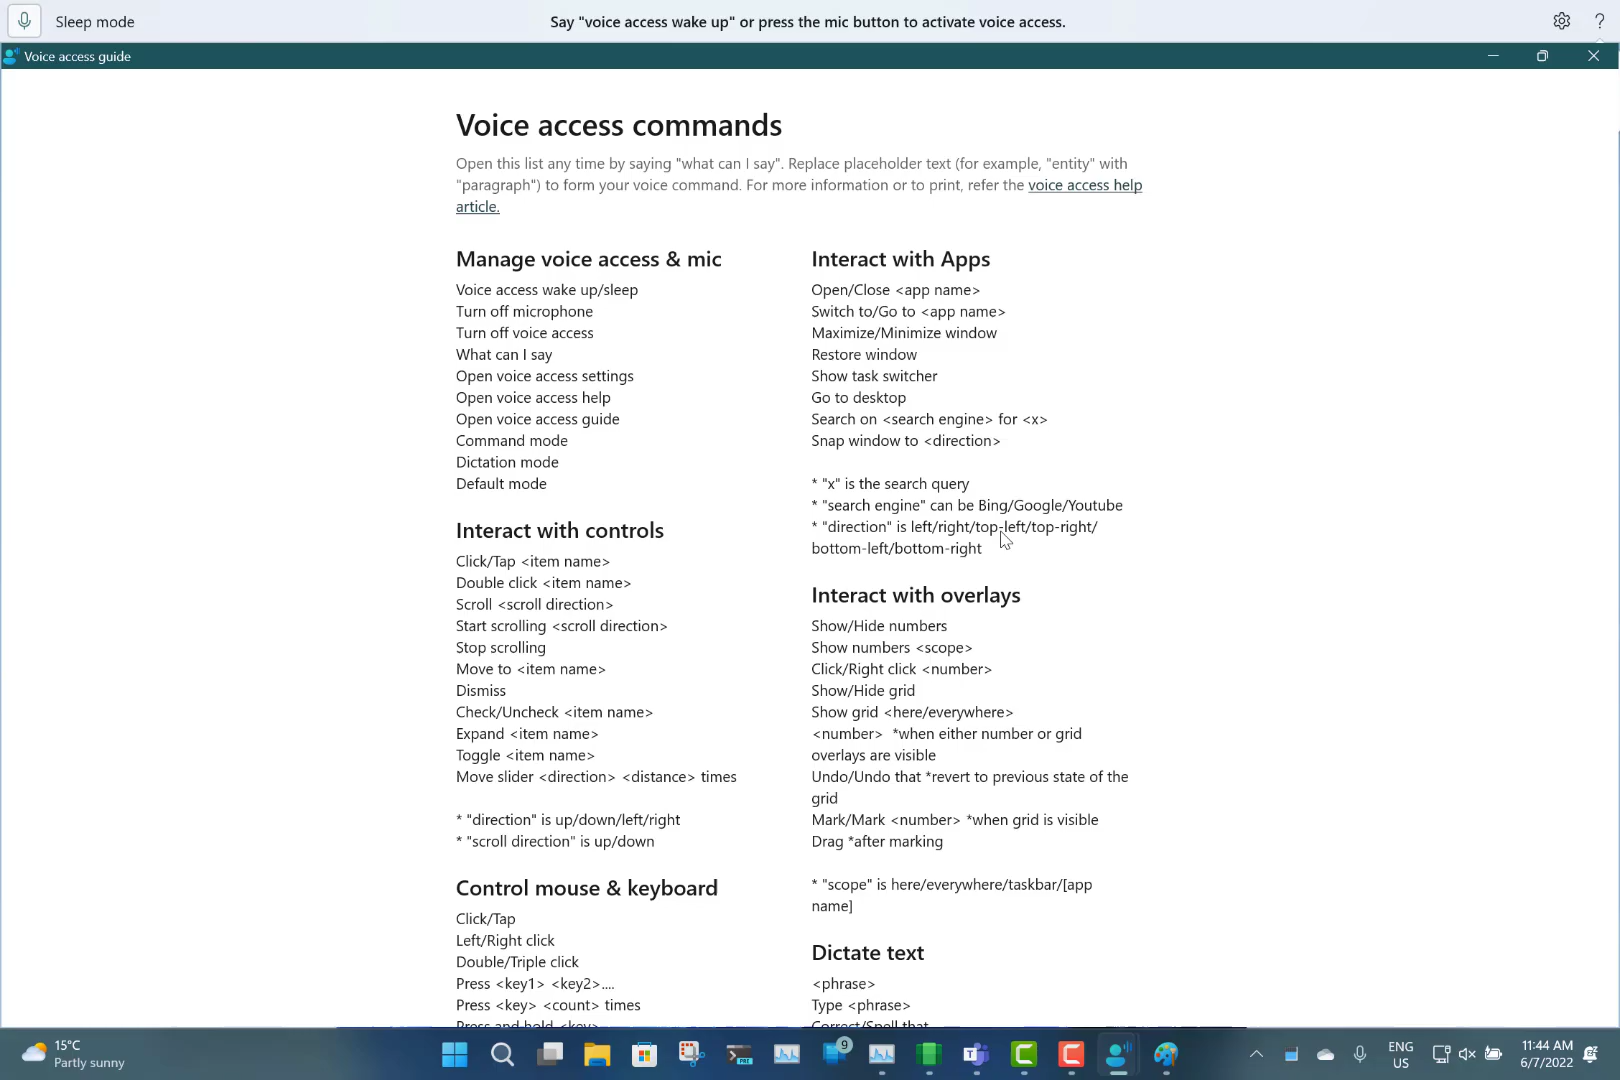 Sleep mode
Say "voice access wake up" or press the mic button to activate voice access.
?
Voice access guide
Voice access commands
Open this list any time by saying "what can I say". Replace placeholder text (for example, "entity" with
"paragraph") to form your voice command. For more information or to print, refer the voice access help
article.
Manage voice access & mic
Voice access wake up/sleep
Turn off microphone
Turn off voice access
What can I say
Open voice access settings
Open voice access help
Open voice access guide
Command mode
Dictation mode
Default mode
Interact with controls
Click/Tap <item name>
Double click <item name>
Scroll <scroll direction>
Start scrolling <scroll direction>
Stop scrolling
Move to <item name>
Dismiss
Check/Uncheck <item name>
Expand <item name>
Toggle <item name>
Move slider <direction> <distance> times
* "direction" is up/down/left/right
* "scroll direction" is up/down
Control mouse & keyboard
Click/Tap
Left/Right click
Double/Triple click
Press <key1> <key2>....
Press <key> <count> times
Press and hold <key>
Interact with Apps
Open/Close <app name>
Switch to/Go to <app name>
Maximize/Minimize window
Restore window
Show task switcher
Go to desktop
Search on <search engine> for <x>
Snap window to <direction>
* "x" is the search query
* "search engine" can be Bing/Google/Youtube
* "direction" is left/right/top-left/top-right/
bottom-left/bottom-right
Interact with overlays
Show/Hide numbers
Show numbers <scope>
Click/Right click <number>
Show/Hide grid
Show grid <here/everywhere>
<number> *when either number or grid
overlays are visible
Undo/Undo that *revert to previous state of the
grid
Mark/Mark <number> *when grid is visible
Drag *after marking
* "scope" is here/everywhere/taskbar/[app
name]
Dictate text
<phrase>
Type <phrase>
Correct/Spell that
15°C
Partly sunny
PRE
9
T
C
C
ENG
US
11:44 AM
6/7/2022